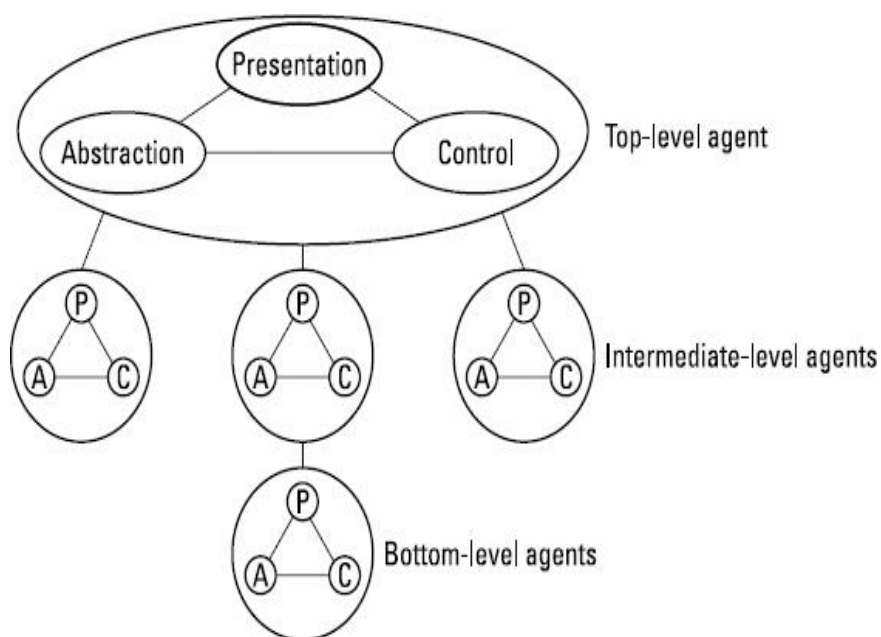 Presentation
Abstraction
Control
Top-level agent
P
P
P
A
C
A
C
A
C
Intermediate-level agents
P
A
C
Bottom-level agents